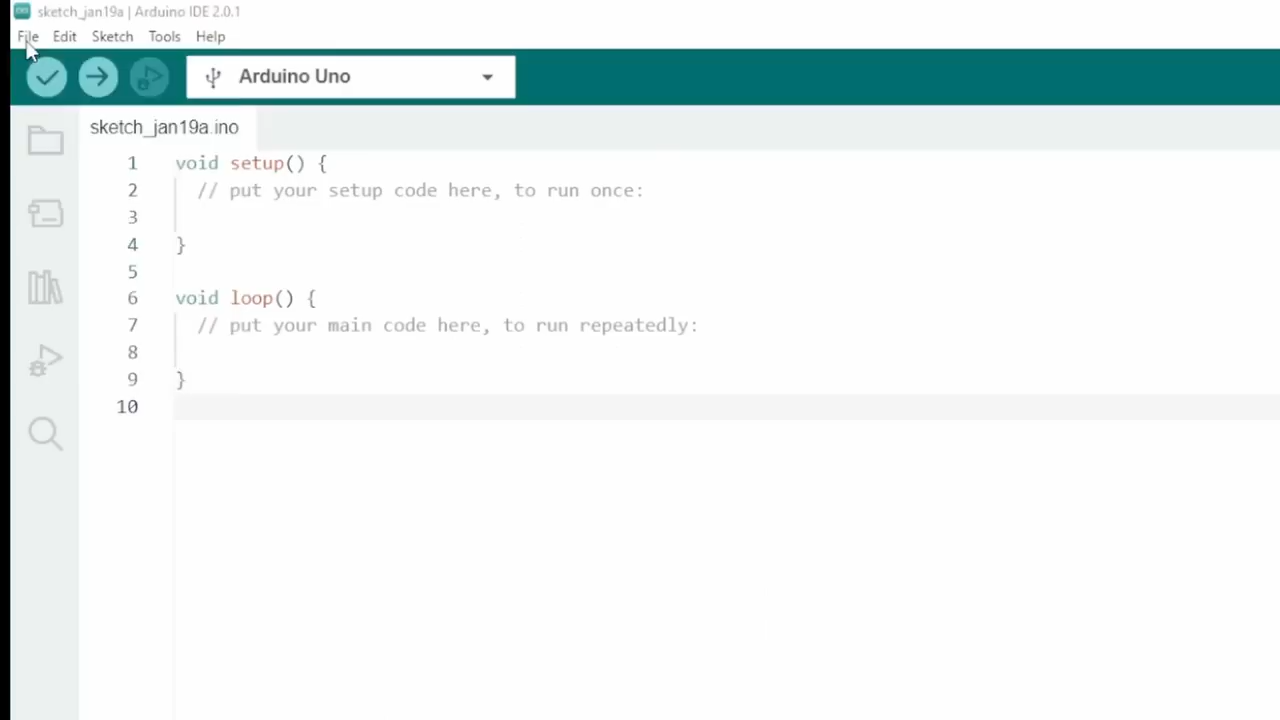 sketch_jan19a | Arduino IDE 2.0.1
File Edit Sketch Tools Help
Arduino Uno
sketch_jan19a.ino
1 void setup() {
2 // put your setup code here, to run once:
3
4 }
5
6 void loop() {
7 // put your main code here, to run repeatedly:
8
9 }
10